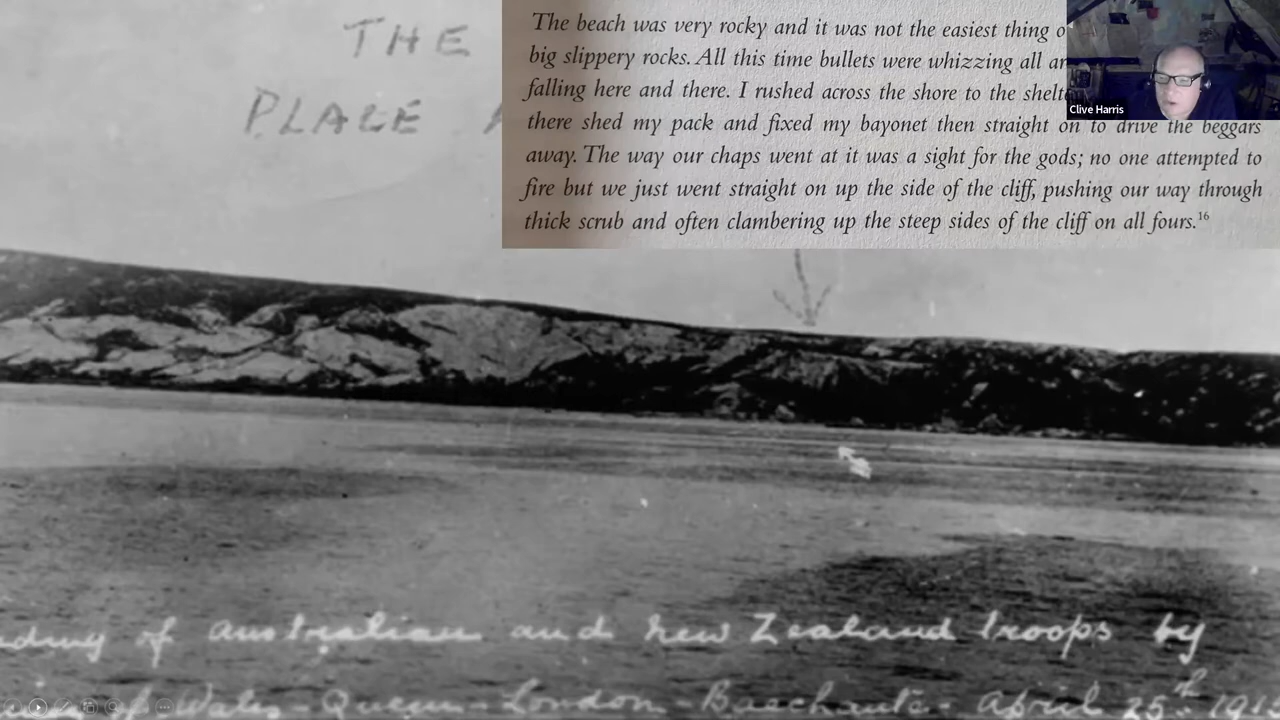 THE
PLACE
The beach was very rocky and it was not the easiest thing
big slippery rocks. All this time bullets were whizzing all
falling here and there. I rushed across the shore to the
there shed my pack and fixed my bayonet then straight on to drive the beggars
away. The way our chaps went at it was a sight for the gods; no one attempted to
fire but we just went straight on up the side of the cliff, pushing our way through
thick scrub and often clambering up the steep sides of the cliff on all fours.16
Clive Harris
of Australian and New Zealand troops by
of Wales - Queen - London - Bacchante - April 25th